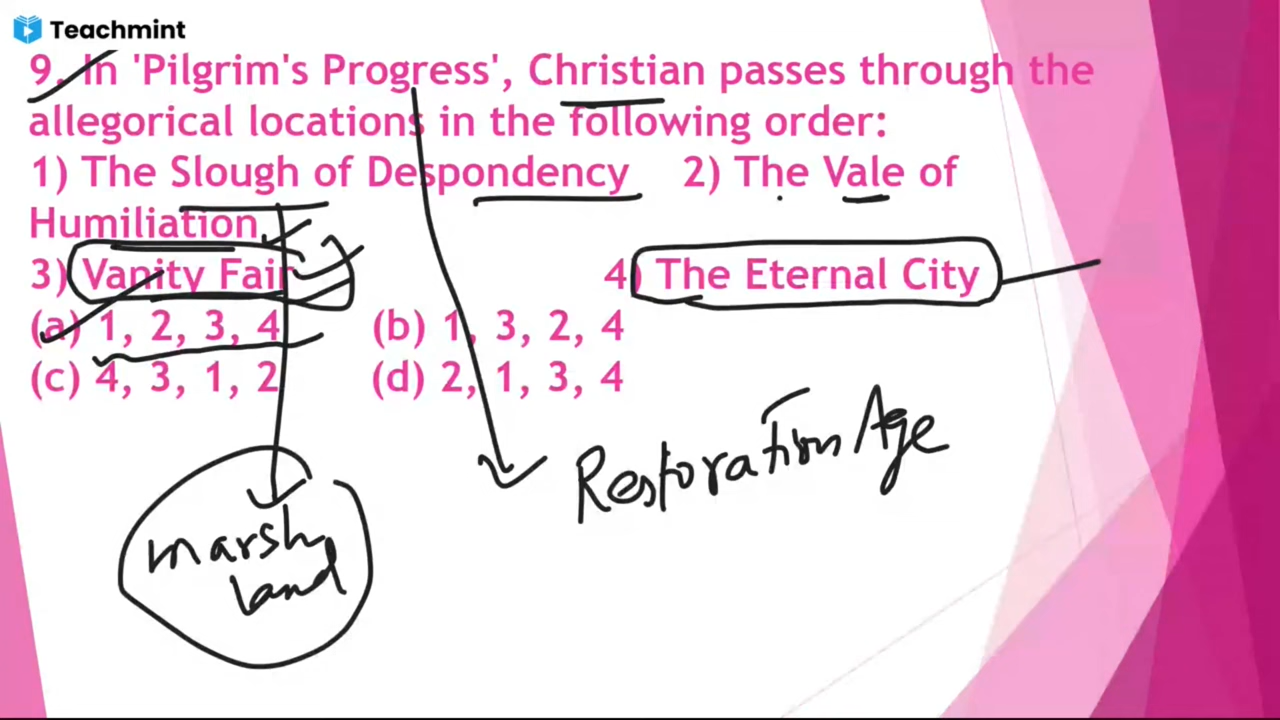 Teachmint
9. In 'Pilgrim's Progress', Christian passes through the
allegorical locations in the following order:
1) The Slough of Despondency 2) The Vale of
Humiliation
3) Vanity Fair 4) The Eternal City
(a) 1, 2, 3, 4 (b) 1, 3, 2, 4
(c) 4, 3, 1, 2 (d) 2, 1, 3, 4
Restoration Age
marsh
land